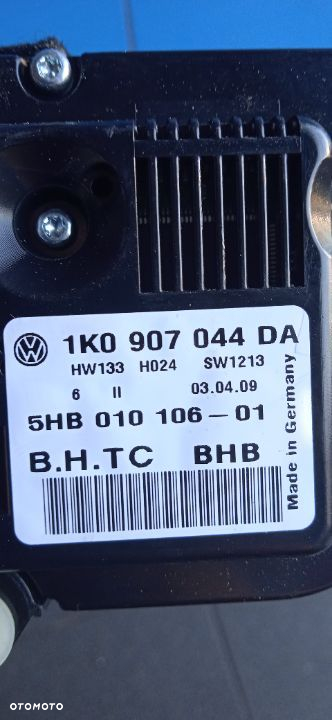 1K0 907 044 DA
HW133 H024 SW1213
6 II 03.04.09
5HB 010 106-01
B.H.TC BHB
Made in Germany
OTOMOTO